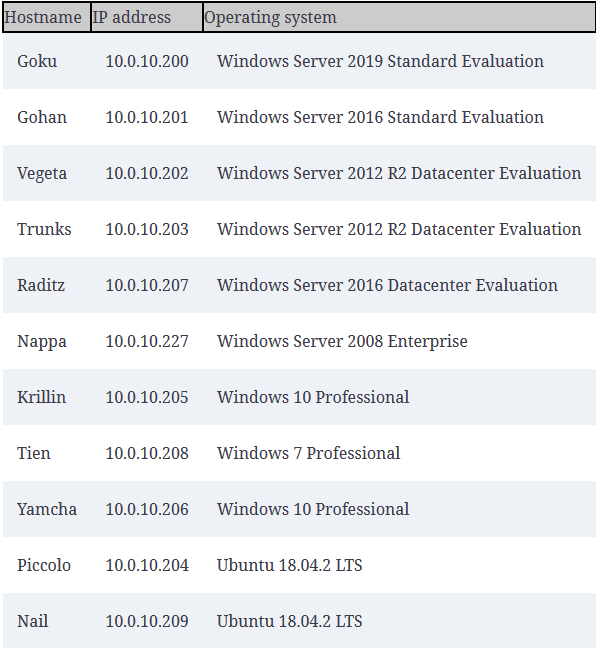 Hostname IP address Operating system
Goku 10.0.10.200 Windows Server 2019 Standard Evaluation
Gohan 10.0.10.201 Windows Server 2016 Standard Evaluation
Vegeta 10.0.10.202 Windows Server 2012 R2 Datacenter Evaluation
Trunks 10.0.10.203 Windows Server 2012 R2 Datacenter Evaluation
Raditz 10.0.10.207 Windows Server 2016 Datacenter Evaluation
Nappa 10.0.10.227 Windows Server 2008 Enterprise
Krillin 10.0.10.205 Windows 10 Professional
Tien 10.0.10.208 Windows 7 Professional
Yamcha 10.0.10.206 Windows 10 Professional
Piccolo 10.0.10.204 Ubuntu 18.04.2 LTS
Nail 10.0.10.209 Ubuntu 18.04.2 LTS